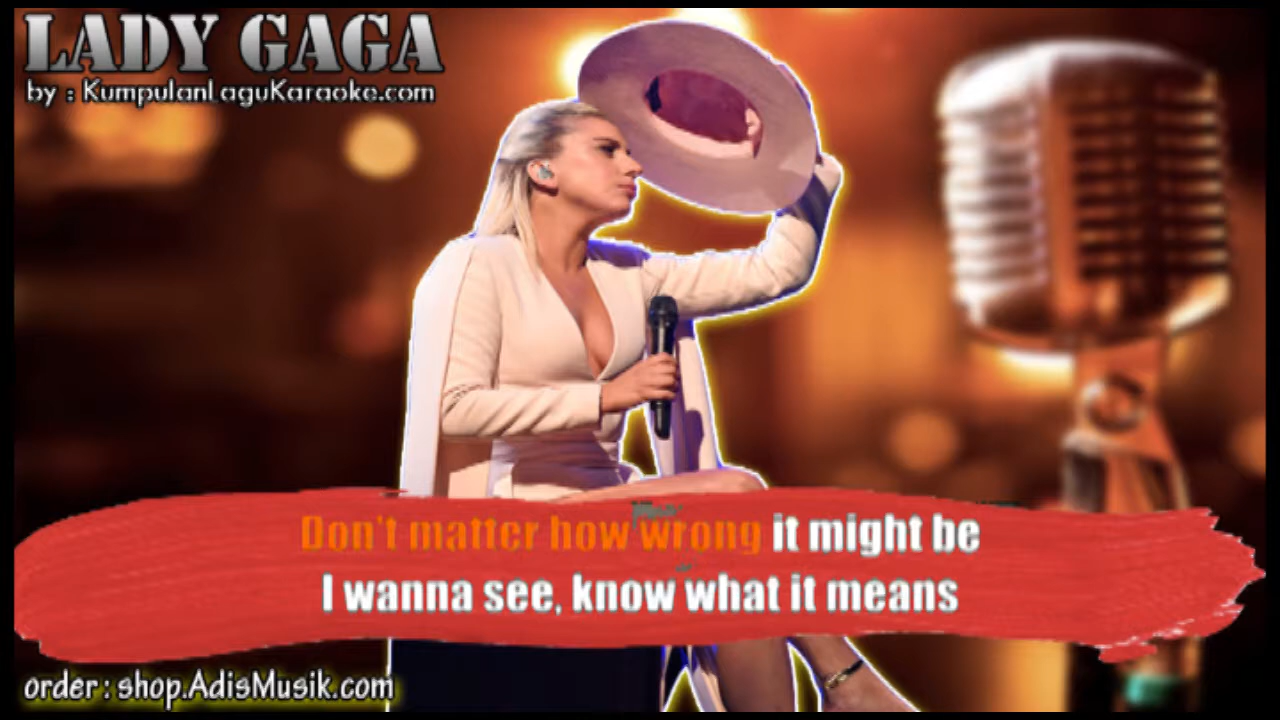 LADY GAGA
by : KumpulanLaguKaraoke.com
Don't matter how wrong it might be
I wanna see, know what it means
order : shop.AdisMusik.com